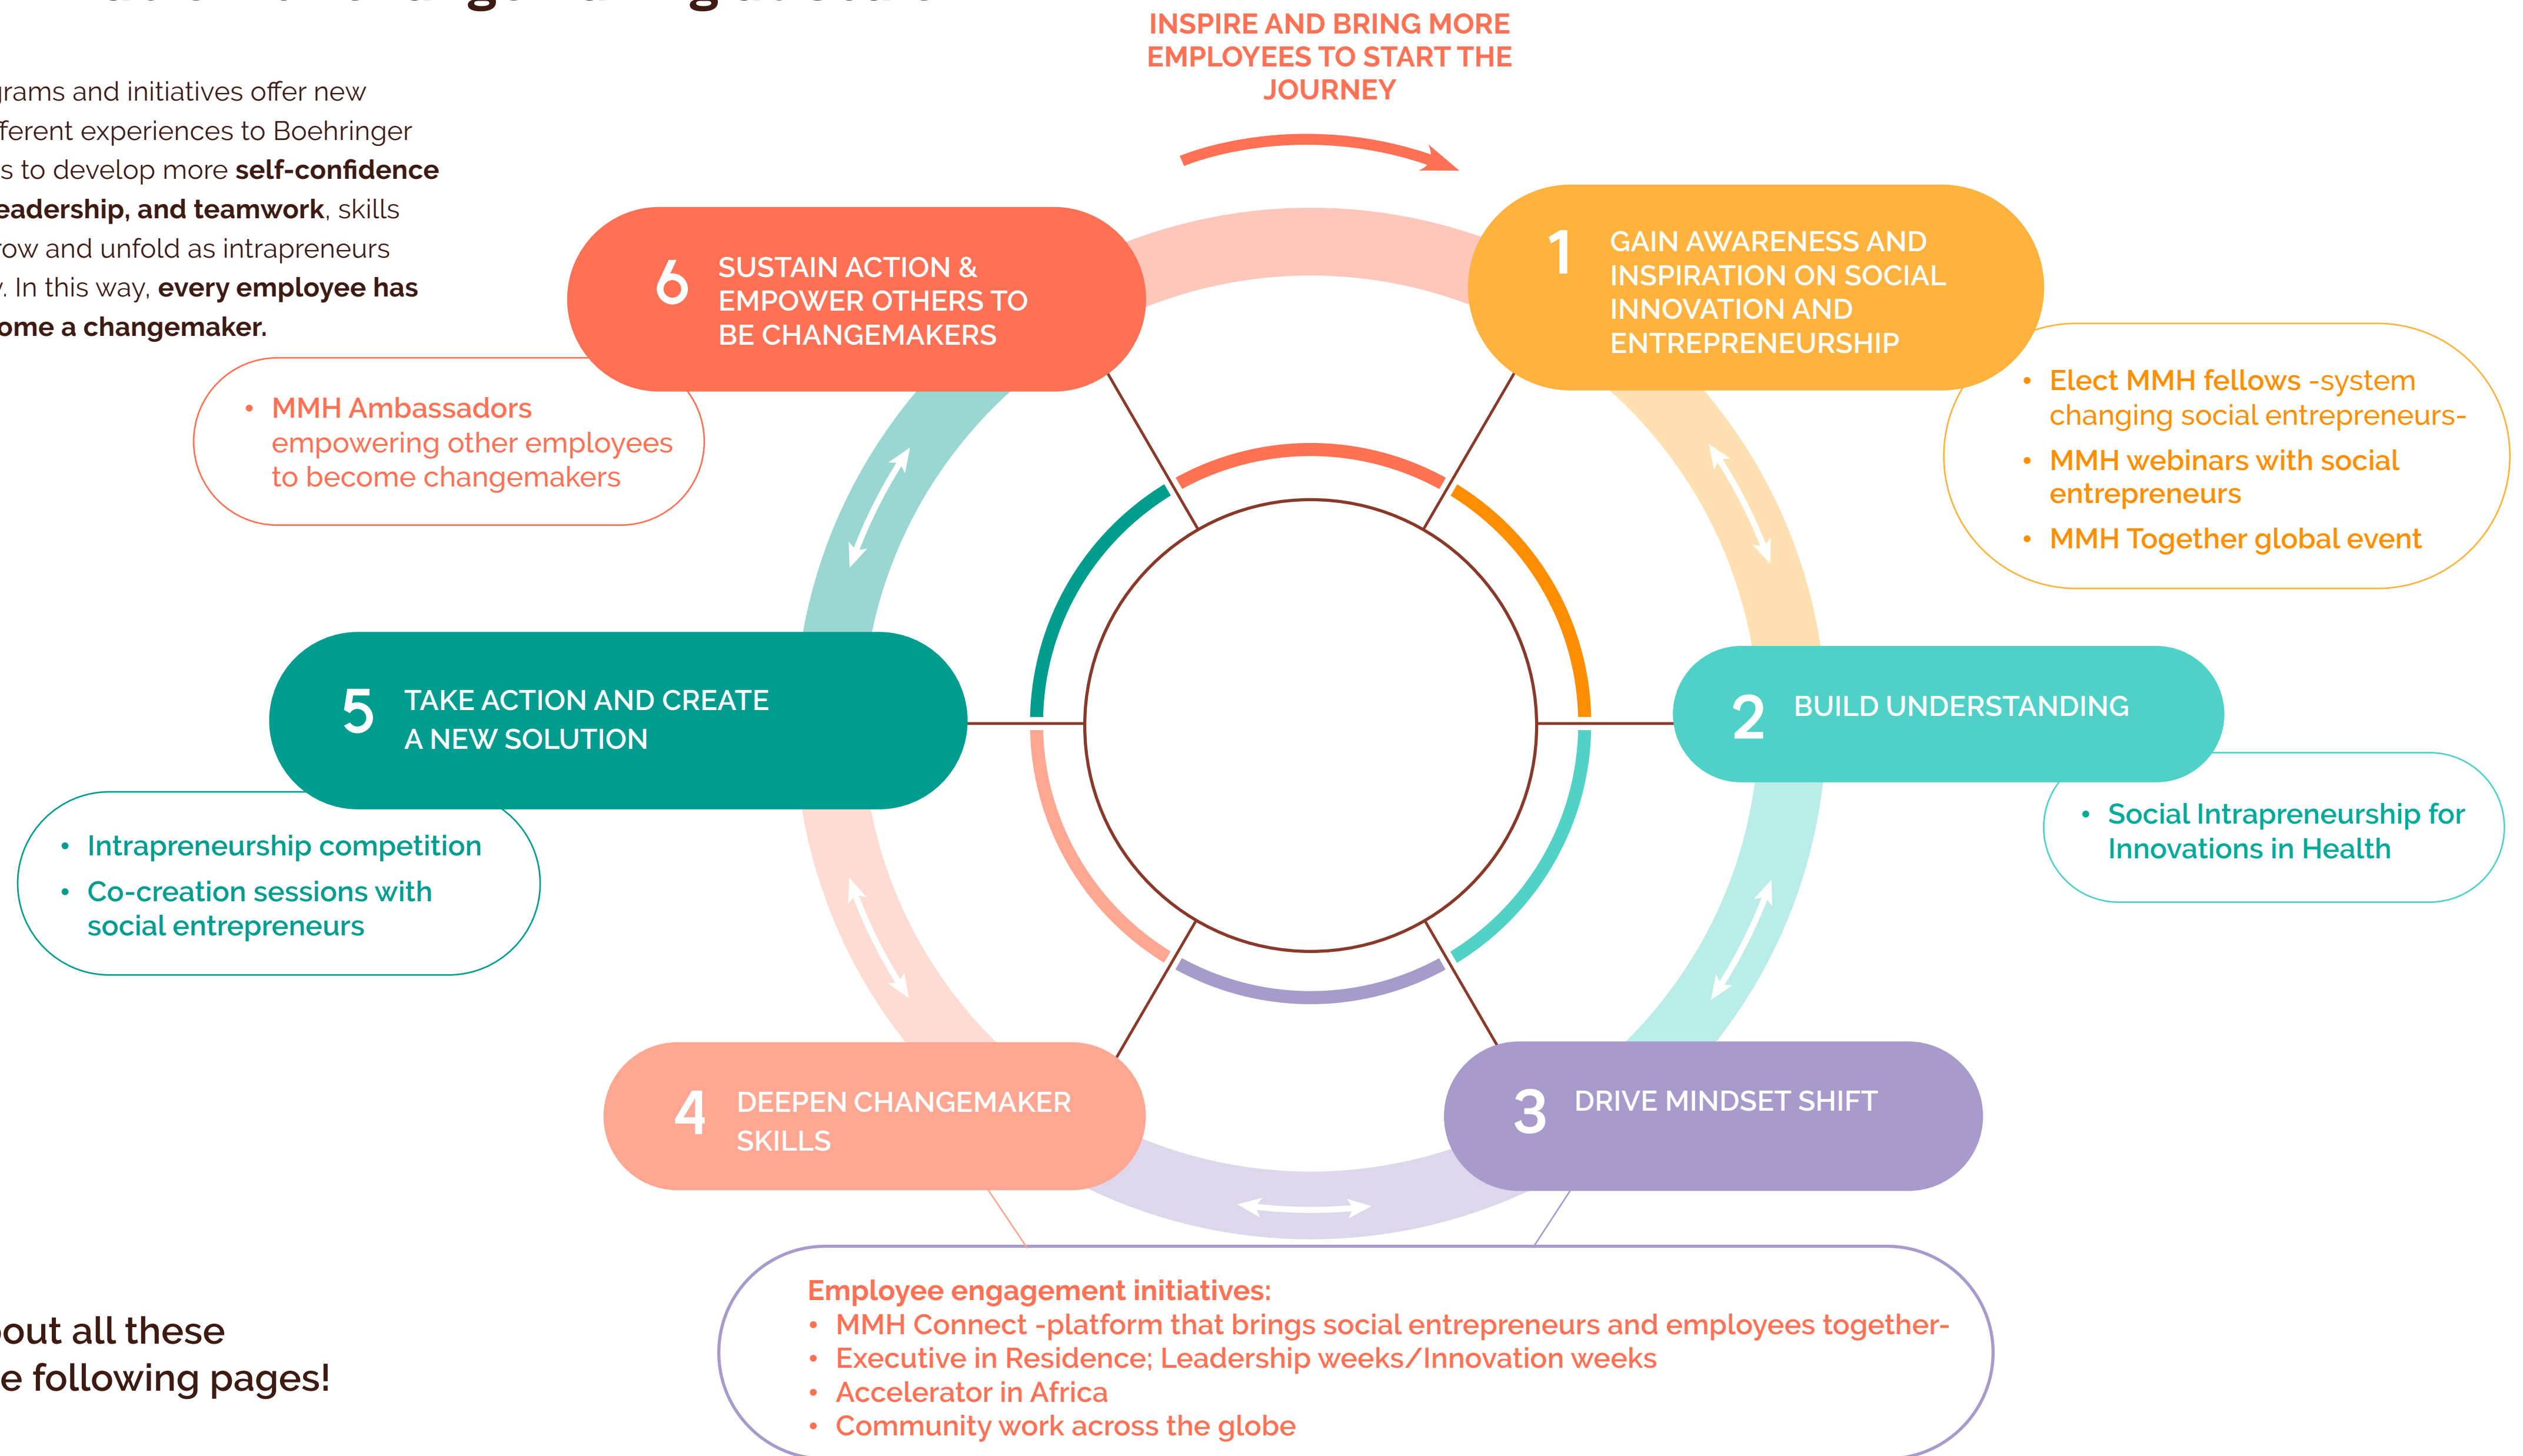 INSPIRE AND BRING MORE
EMPLOYEES TO START THE
JOURNEY
and initiatives offer new
experiences to Boehringer
to develop more self-confidence
leadership, and teamwork, skills
and unfold as intrapreneurs
. In this way, every employee has
a changemaker.
6
SUSTAIN ACTION &
EMPOWER OTHERS TO
BE CHANGEMAKERS
• MMH Ambassadors
empowering other employees
to become changemakers
1
GAIN AWARENESS AND
INSPIRATION ON SOCIAL
INNOVATION AND
ENTREPRENEURSHIP
• Elect MMH fellows -system
changing social entrepreneurs-
• MMH webinars with social
entrepreneurs
• MMH Together global event
5
TAKE ACTION AND CREATE
A NEW SOLUTION
• Intrapreneurship competition
• Co-creation sessions with
social entrepreneurs
2
BUILD UNDERSTANDING
• Social Intrapreneurship for
Innovations in Health
4
DEEPEN CHANGEMAKER
SKILLS
3
DRIVE MINDSET SHIFT
Employee engagement initiatives:
• MMH Connect -platform that brings social entrepreneurs and employees together-
• Executive in Residence; Leadership weeks/Innovation weeks
• Accelerator in Africa
• Community work across the globe
all these
following pages!